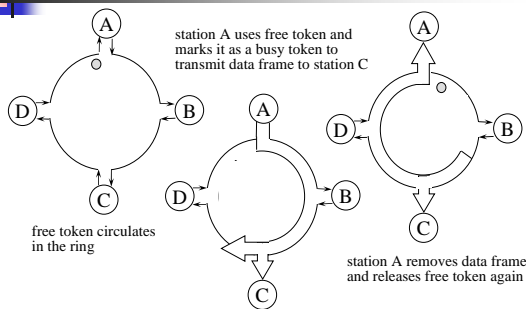 A
D
B
C
free token circulates
in the ring
station A uses free token and
marks it as a busy token to
transmit data frame to station C
A
D
B
C
A
D
B
C
station A removes data frame
and releases free token again